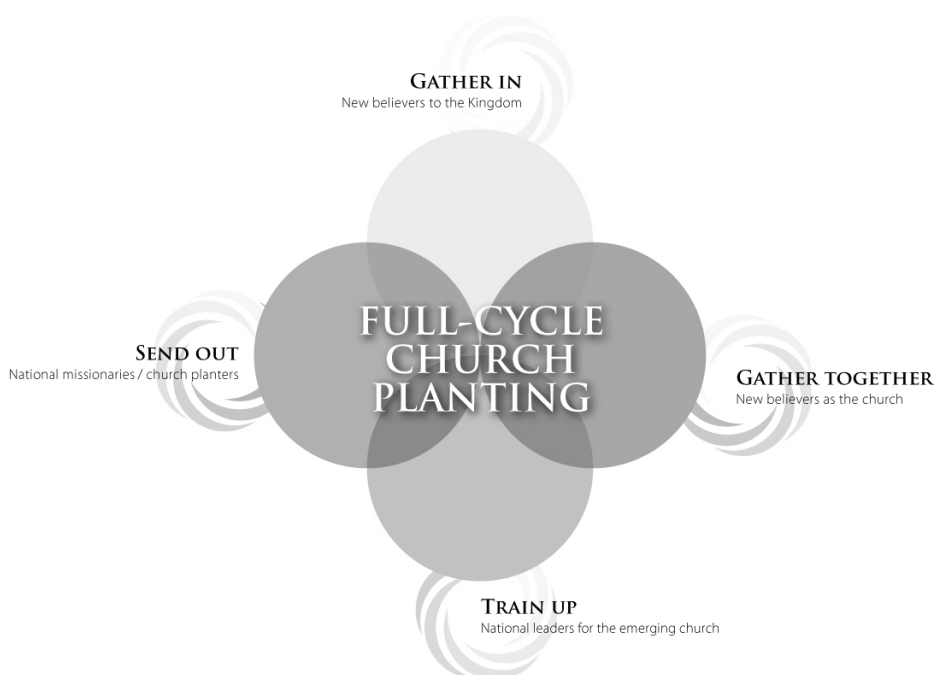 GATHER IN
New believers to the Kingdom
FULL-CYCLE
CHURCH
PLANTING
SEND OUT
National missionaries / church planters
GATHER TOGETHER
New believers as the church
TRAIN UP
National leaders for the emerging church